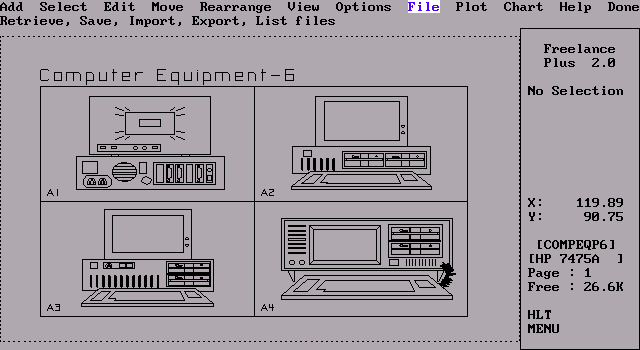 Add Select Edit Move Rearrange View Options File Plot Chart Help Done
Retrieve, Save, Import, Export, List files
Freelance
Plus 2.0
No Selection
Computer Equipment-6
A1
A2
A3
A4
X: 119.89
Y: 90.75
[COMPEQP6]
[HP 7475A ]
Page : 1
Free : 26.6K
HLT
MENU